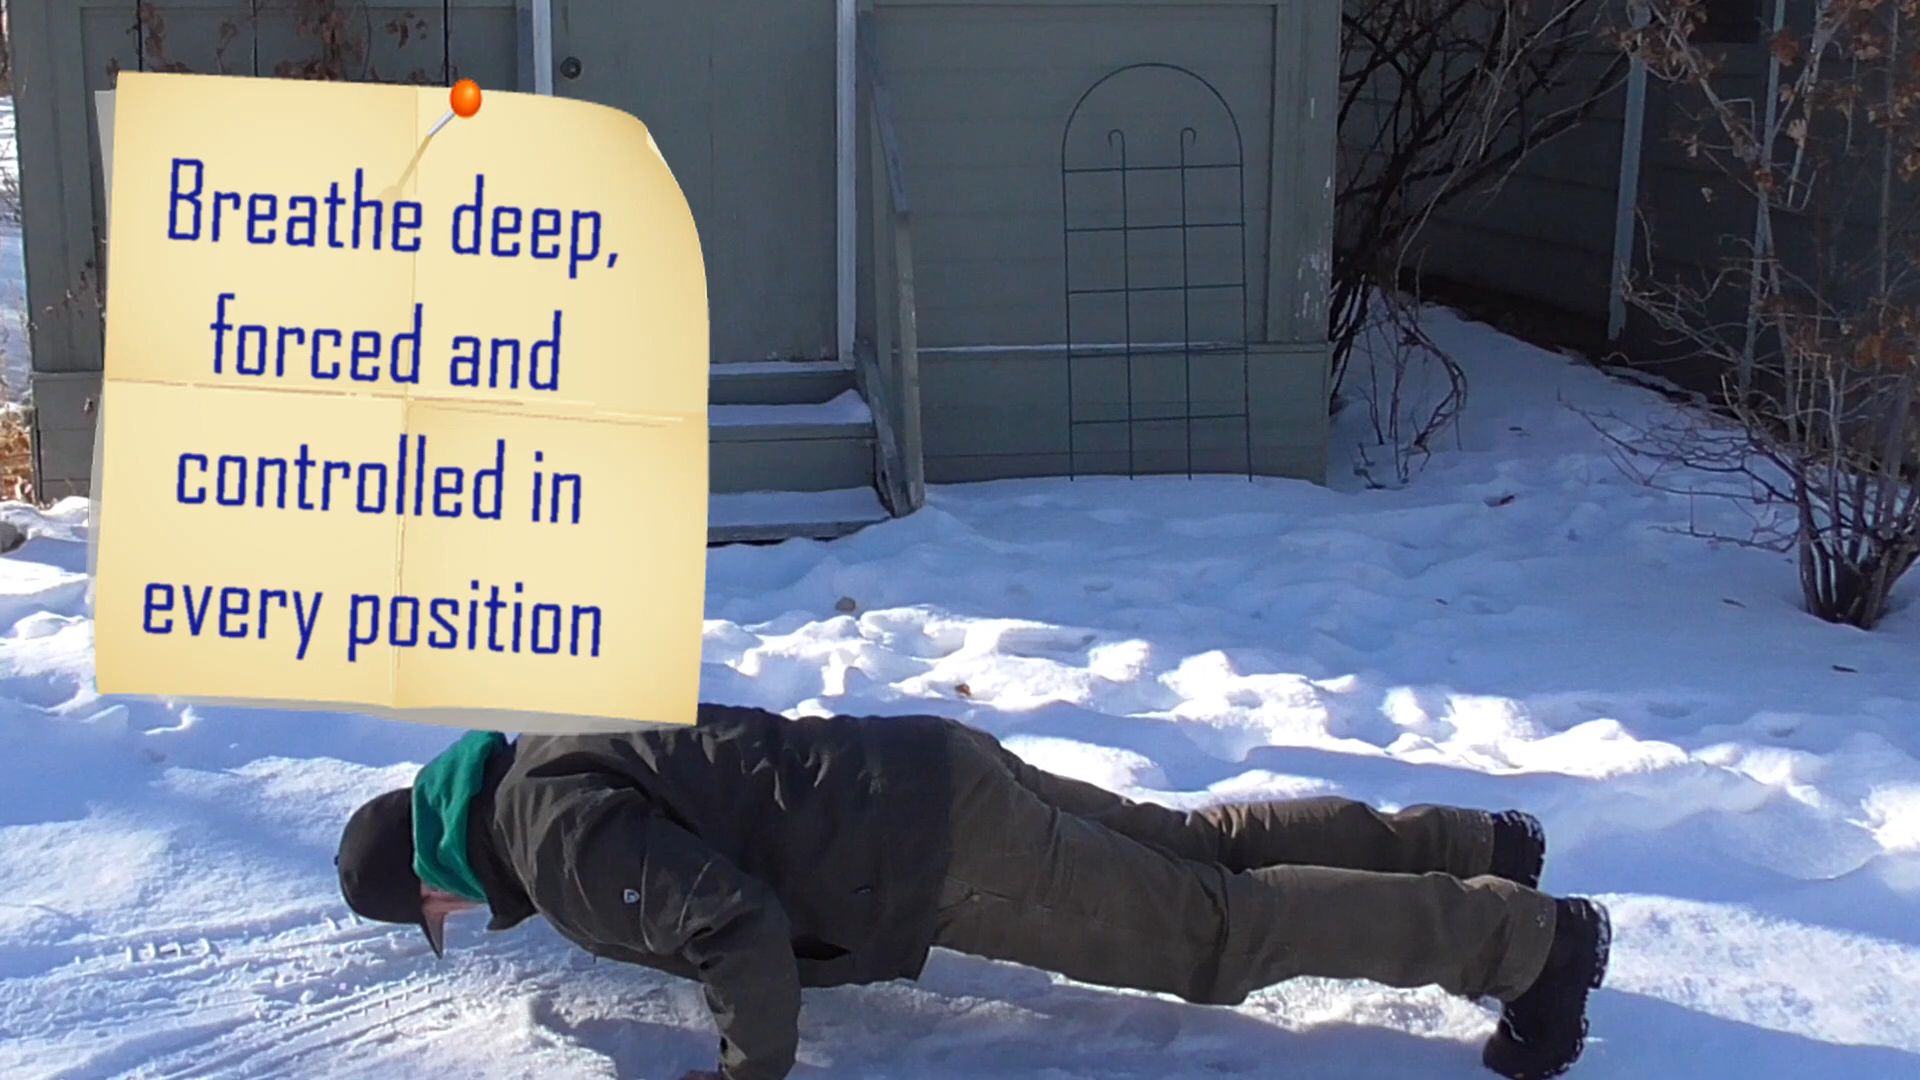 Breathe deep,
forced and
controlled in
every position